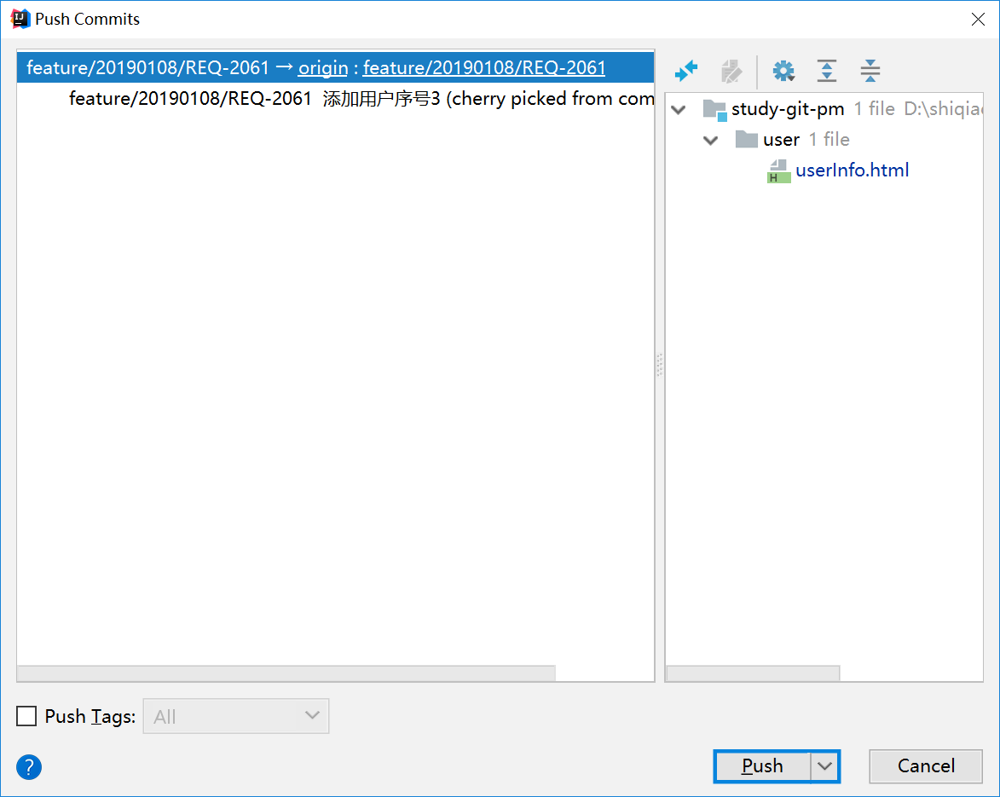 Push Commits
feature/20190108/REQ-2061 → origin : feature/20190108/REQ-2061
feature/20190108/REQ-2061 添加用户序号3 (cherry picked from com
study-git-pm 1 file D:\shiqiao
user 1 file
H userInfo.html
Push Tags: All
? Push Cancel